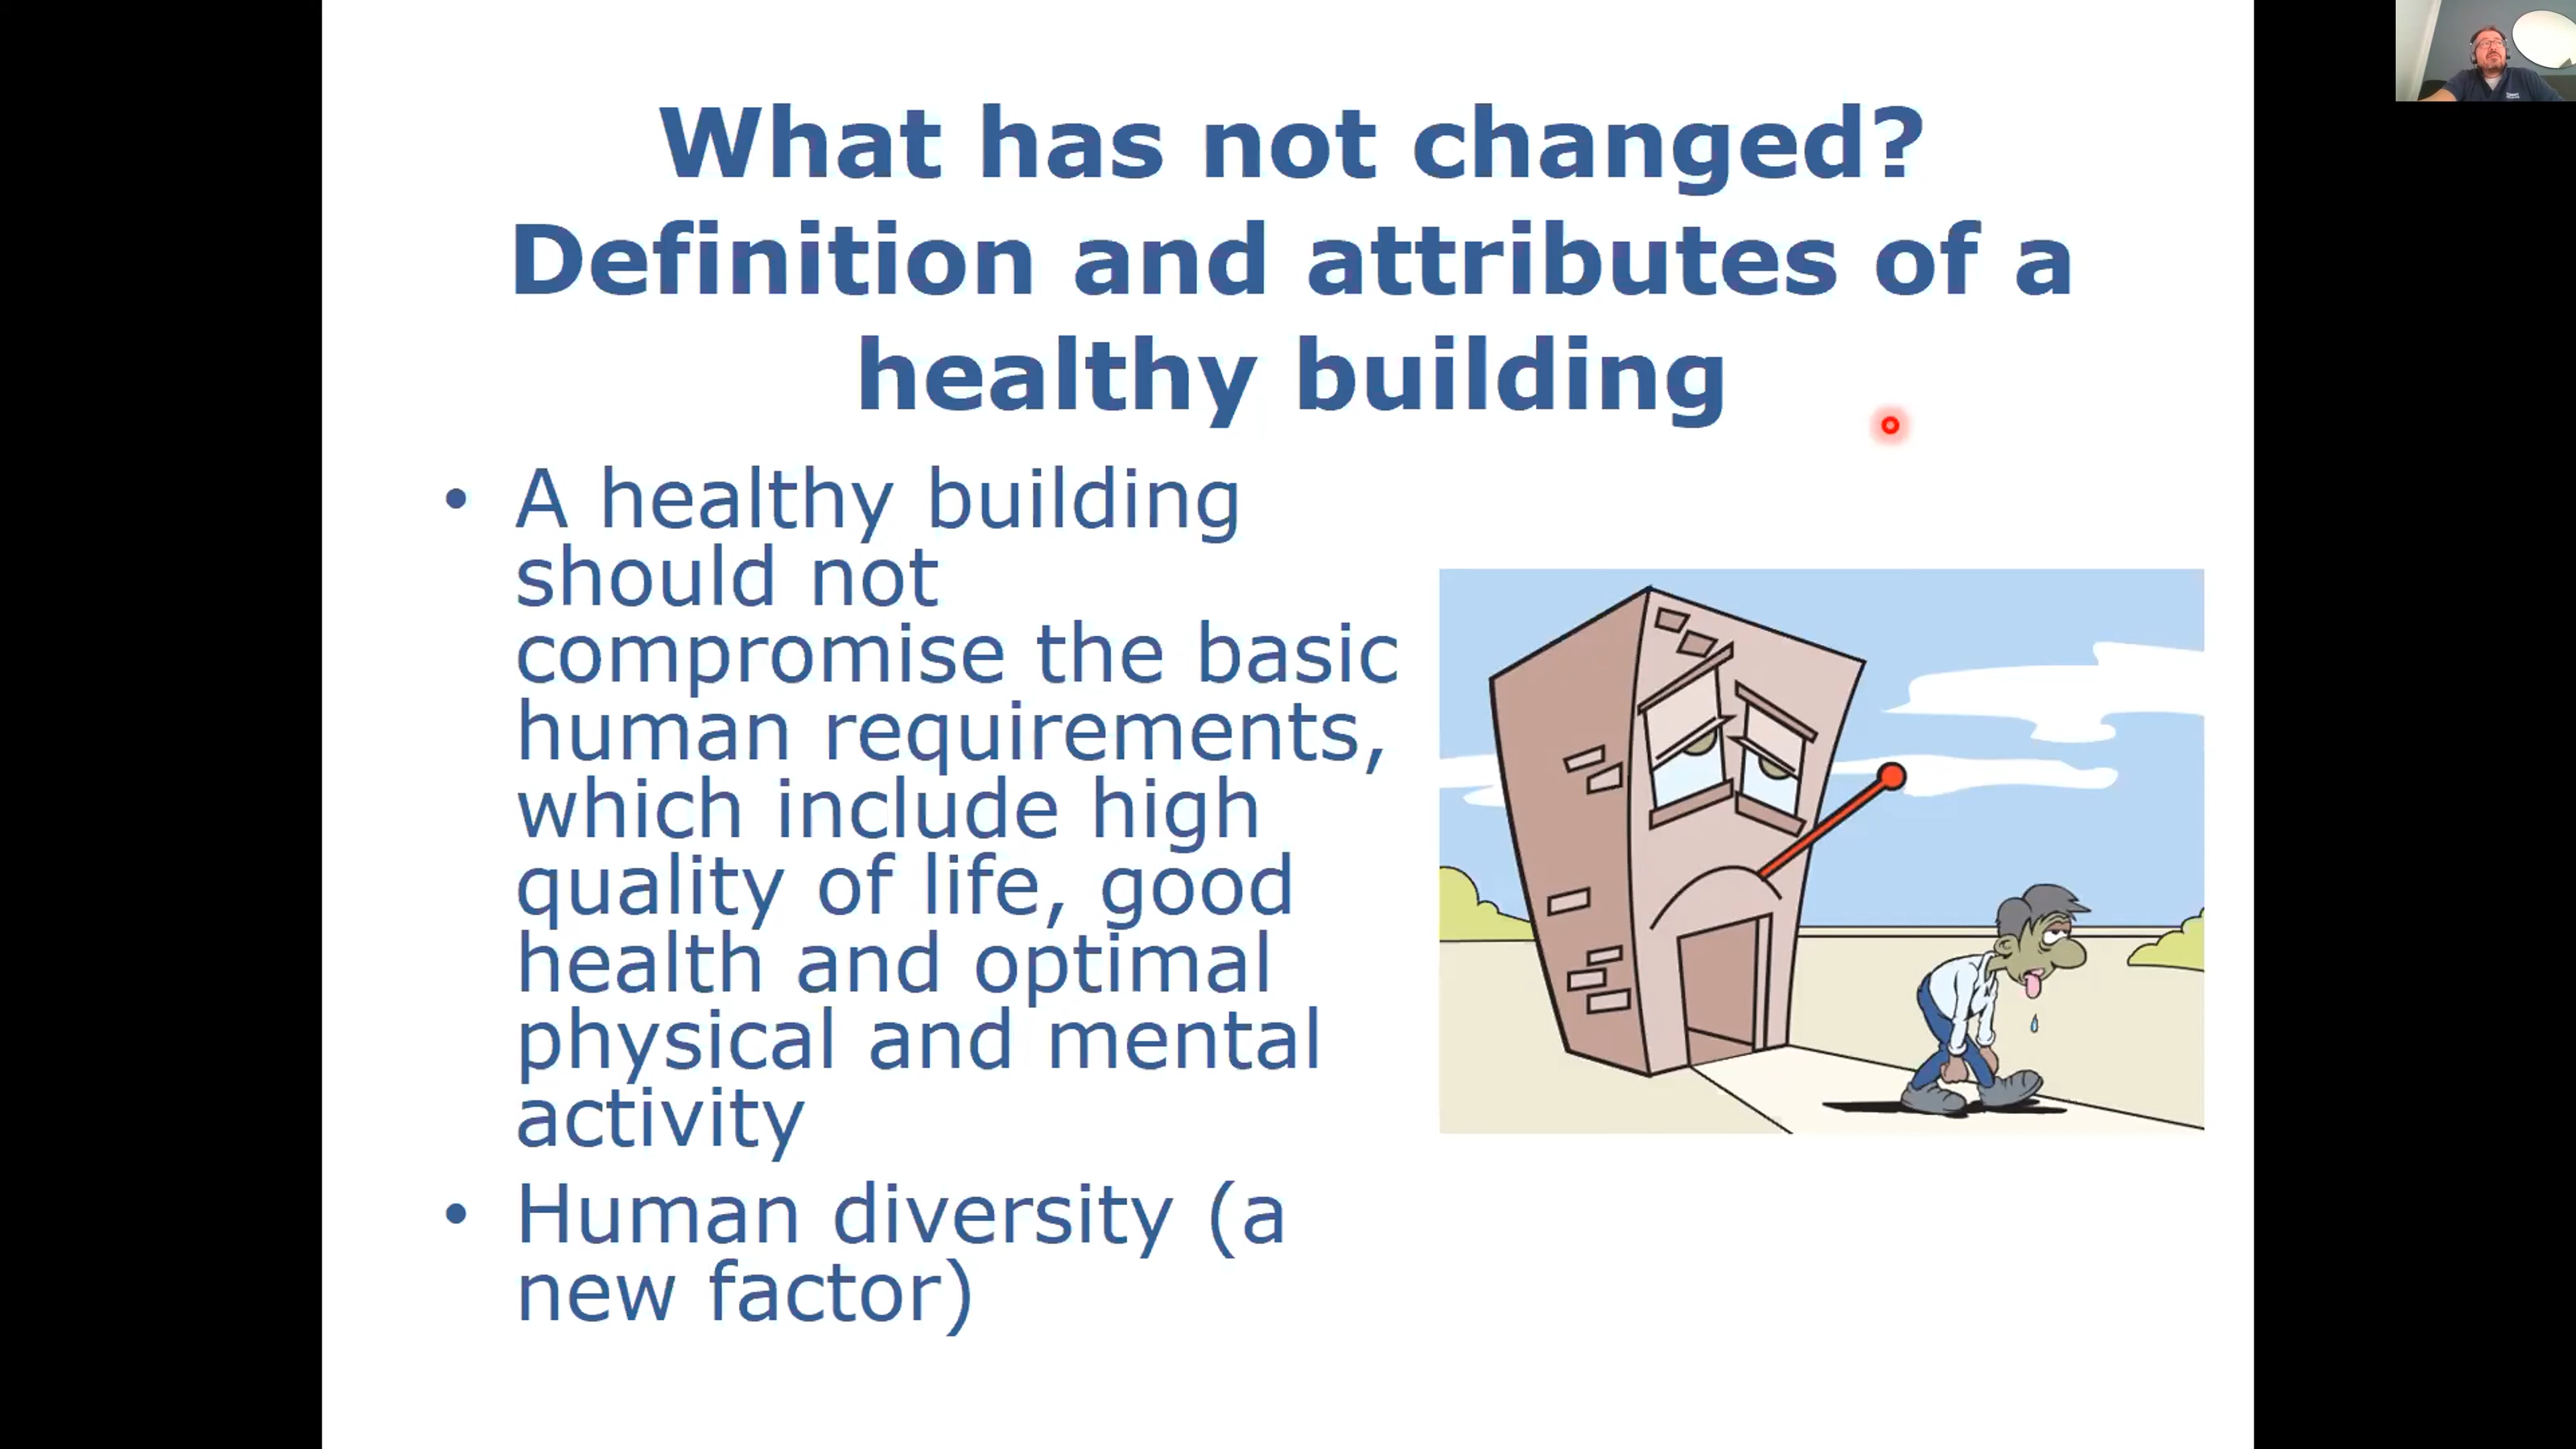 What has not changed?
Definition and attributes of a
healthy building
• A healthy building
should not
compromise the basic
human requirements,
which include high
quality of life, good
health and optimal
physical and mental
activity
• Human diversity (a
new factor)